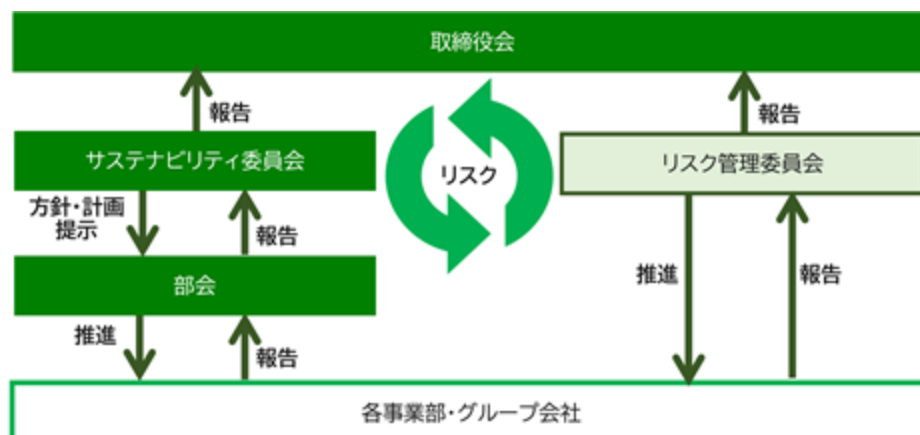 取締役会
報告
報告
サステナビリティ委員会
リスク
リスク管理委員会
方針・計画
提示
報告
部会
推進
報告
推進
報告
各事業部・グループ会社